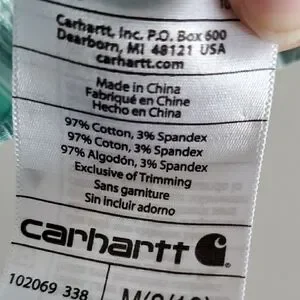 Carhartt, Inc. P.O. Box 600
Dearborn, MI 48121 USA
carhartt.com
Made in China
Fabriqué en Chine
Hecho en China
97% Cotton, 3% Spandex
97% Coton, 3% Spandex
97% Algodón, 3% Spandex
Exclusive of Trimming
Sans garniture
Sin incluir adorno
carhartt
102069 338